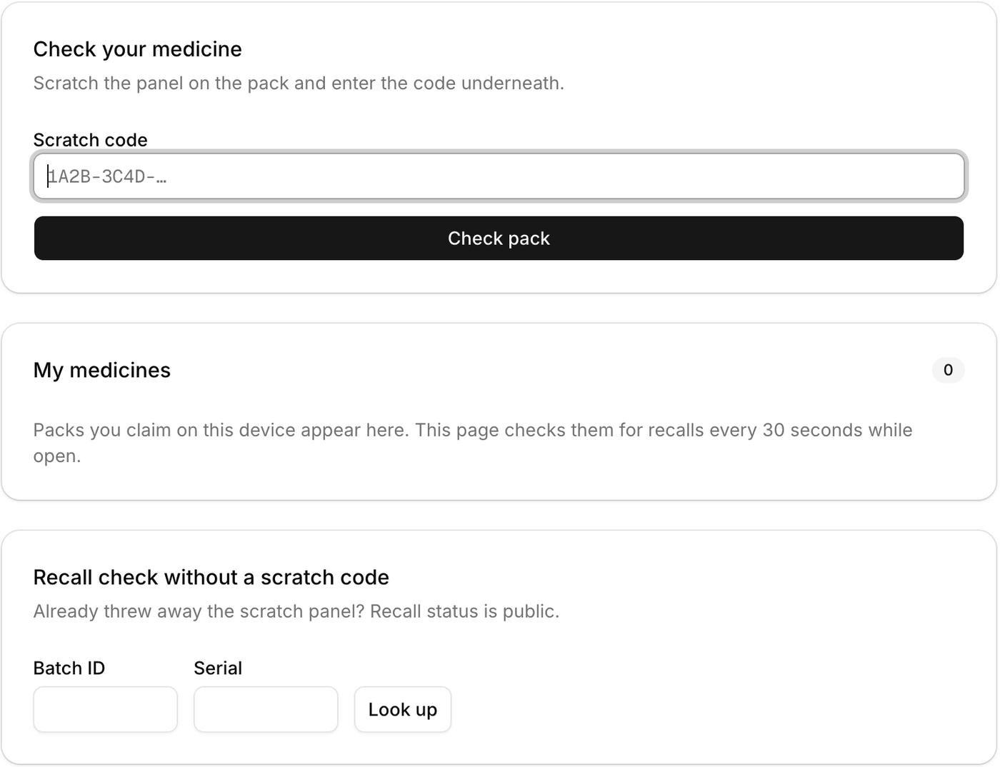 Check your medicine
Scratch the panel on the pack and enter the code underneath.
Scratch code
1A2B-3C4D-…
Check pack
My medicines
0
Packs you claim on this device appear here. This page checks them for recalls every 30 seconds while
open.
Recall check without a scratch code
Already threw away the scratch panel? Recall status is public.
Batch ID
Serial
Look up